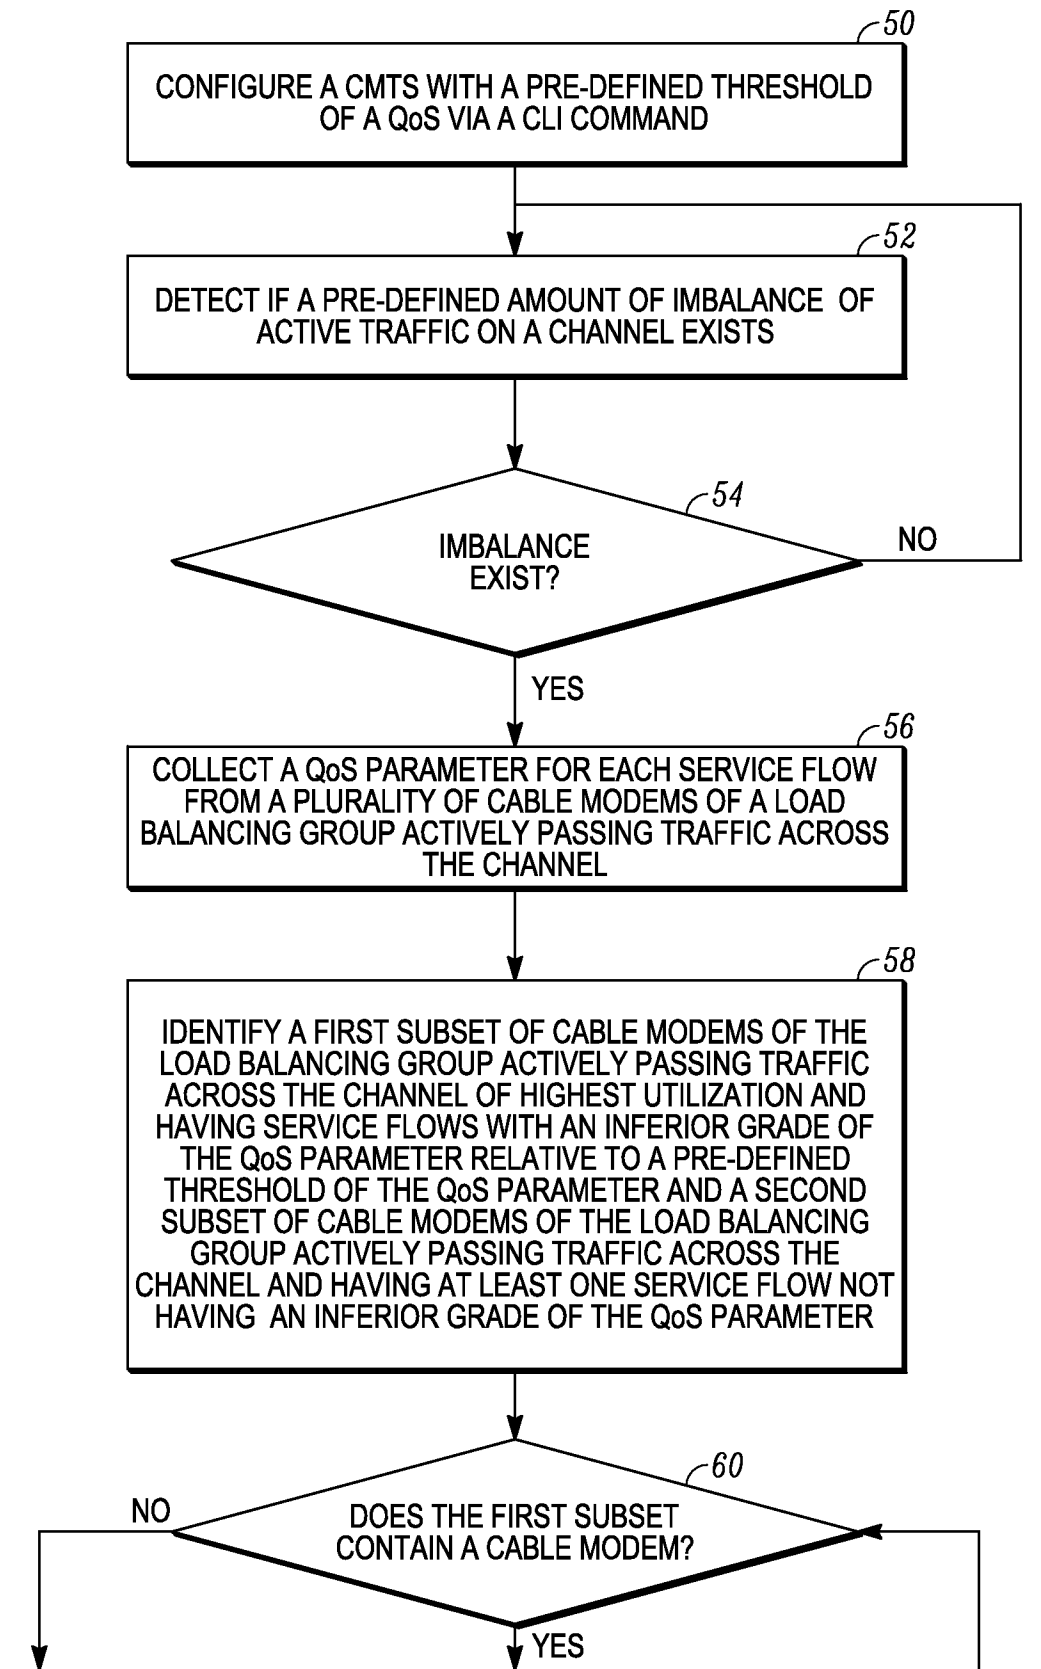 50
CONFIGURE A CMTS WITH A PRE-DEFINED THRESHOLD
OF A QoS VIA A CLI COMMAND
52
DETECT IF A PRE-DEFINED AMOUNT OF IMBALANCE OF
ACTIVE TRAFFIC ON A CHANNEL EXISTS
54
IMBALANCE
EXIST?
NO
YES
56
COLLECT A QoS PARAMETER FOR EACH SERVICE FLOW
FROM A PLURALITY OF CABLE MODEMS OF A LOAD
BALANCING GROUP ACTIVELY PASSING TRAFFIC ACROSS
THE CHANNEL
58
IDENTIFY A FIRST SUBSET OF CABLE MODEMS OF THE
LOAD BALANCING GROUP ACTIVELY PASSING TRAFFIC
ACROSS THE CHANNEL OF HIGHEST UTILIZATION AND
HAVING SERVICE FLOWS WITH AN INFERIOR GRADE OF
THE QoS PARAMETER RELATIVE TO A PRE-DEFINED
THRESHOLD OF THE QoS PARAMETER AND A SECOND
SUBSET OF CABLE MODEMS OF THE LOAD BALANCING
GROUP ACTIVELY PASSING TRAFFIC ACROSS THE
CHANNEL AND HAVING AT LEAST ONE SERVICE FLOW NOT
HAVING AN INFERIOR GRADE OF THE QoS PARAMETER
60
NO
DOES THE FIRST SUBSET
CONTAIN A CABLE MODEM?
YES